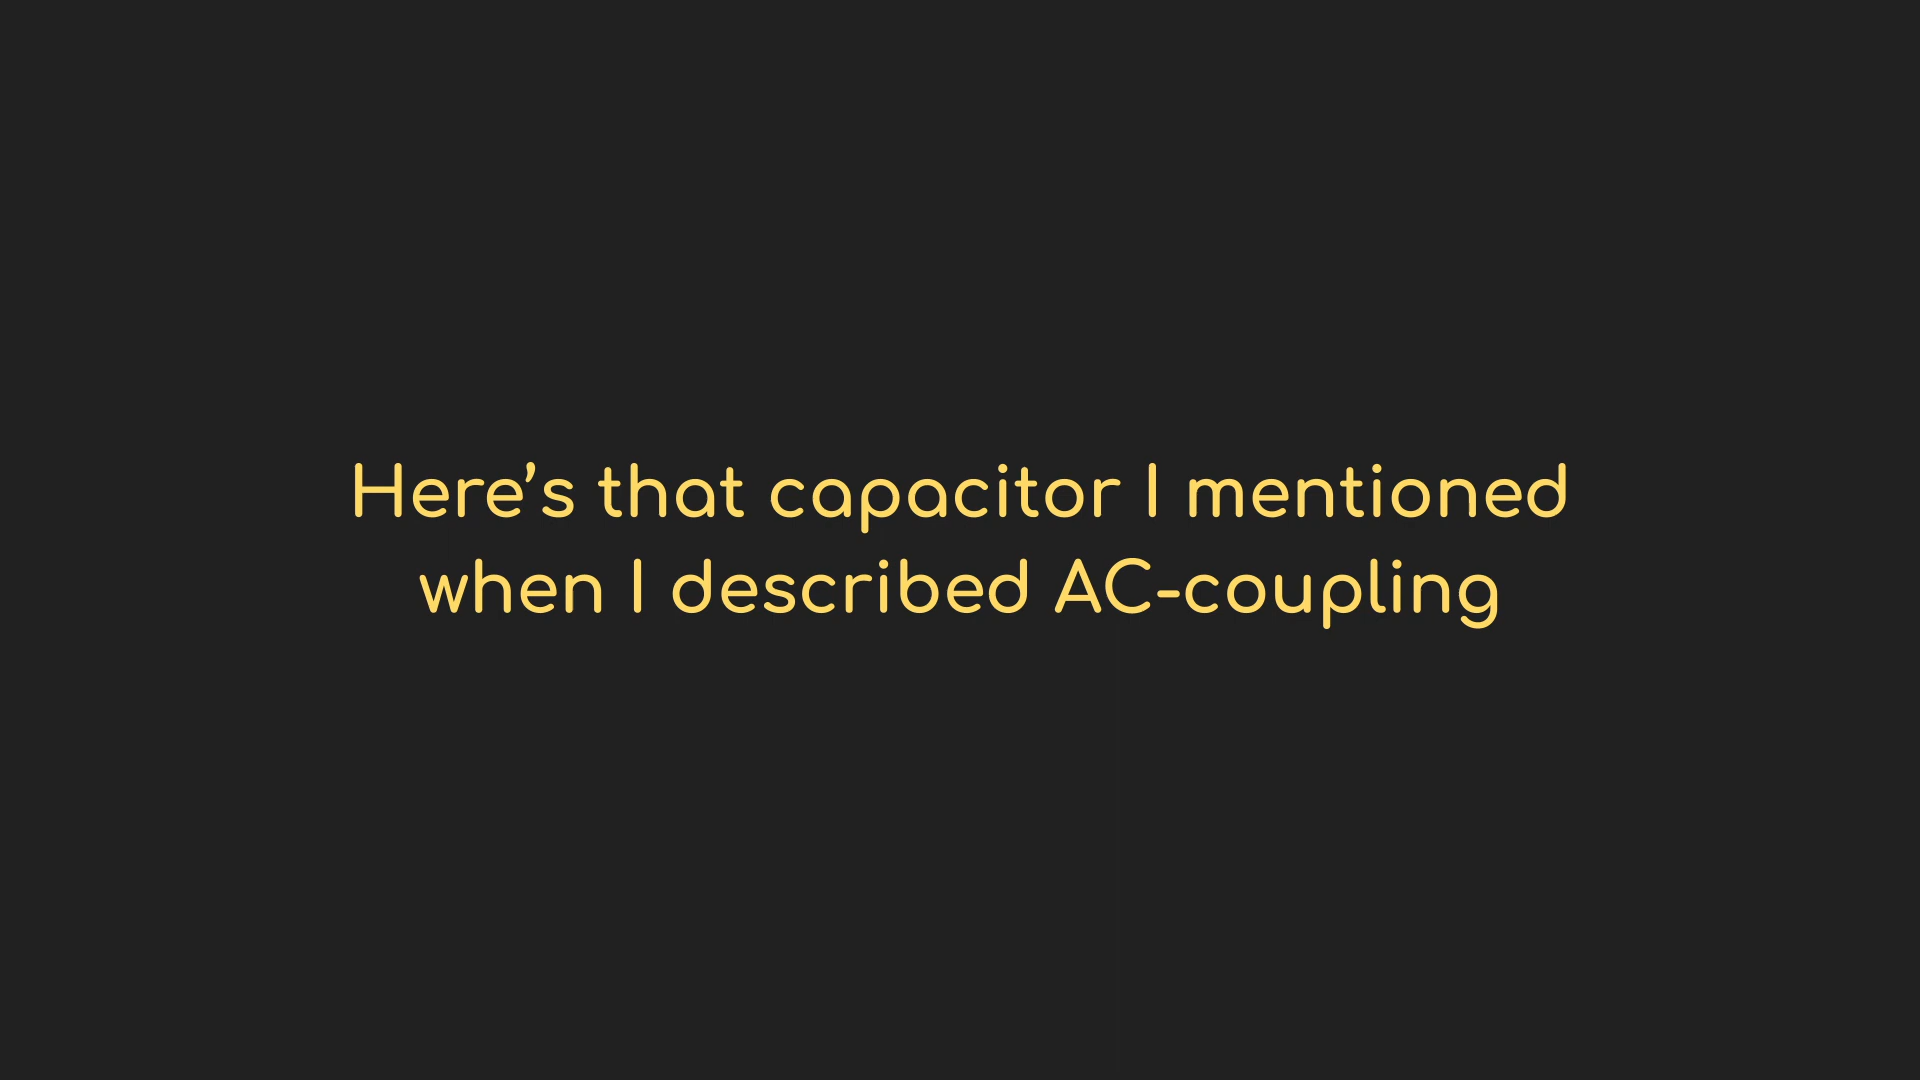 Here’s that capacitor I mentioned
when I described AC-coupling